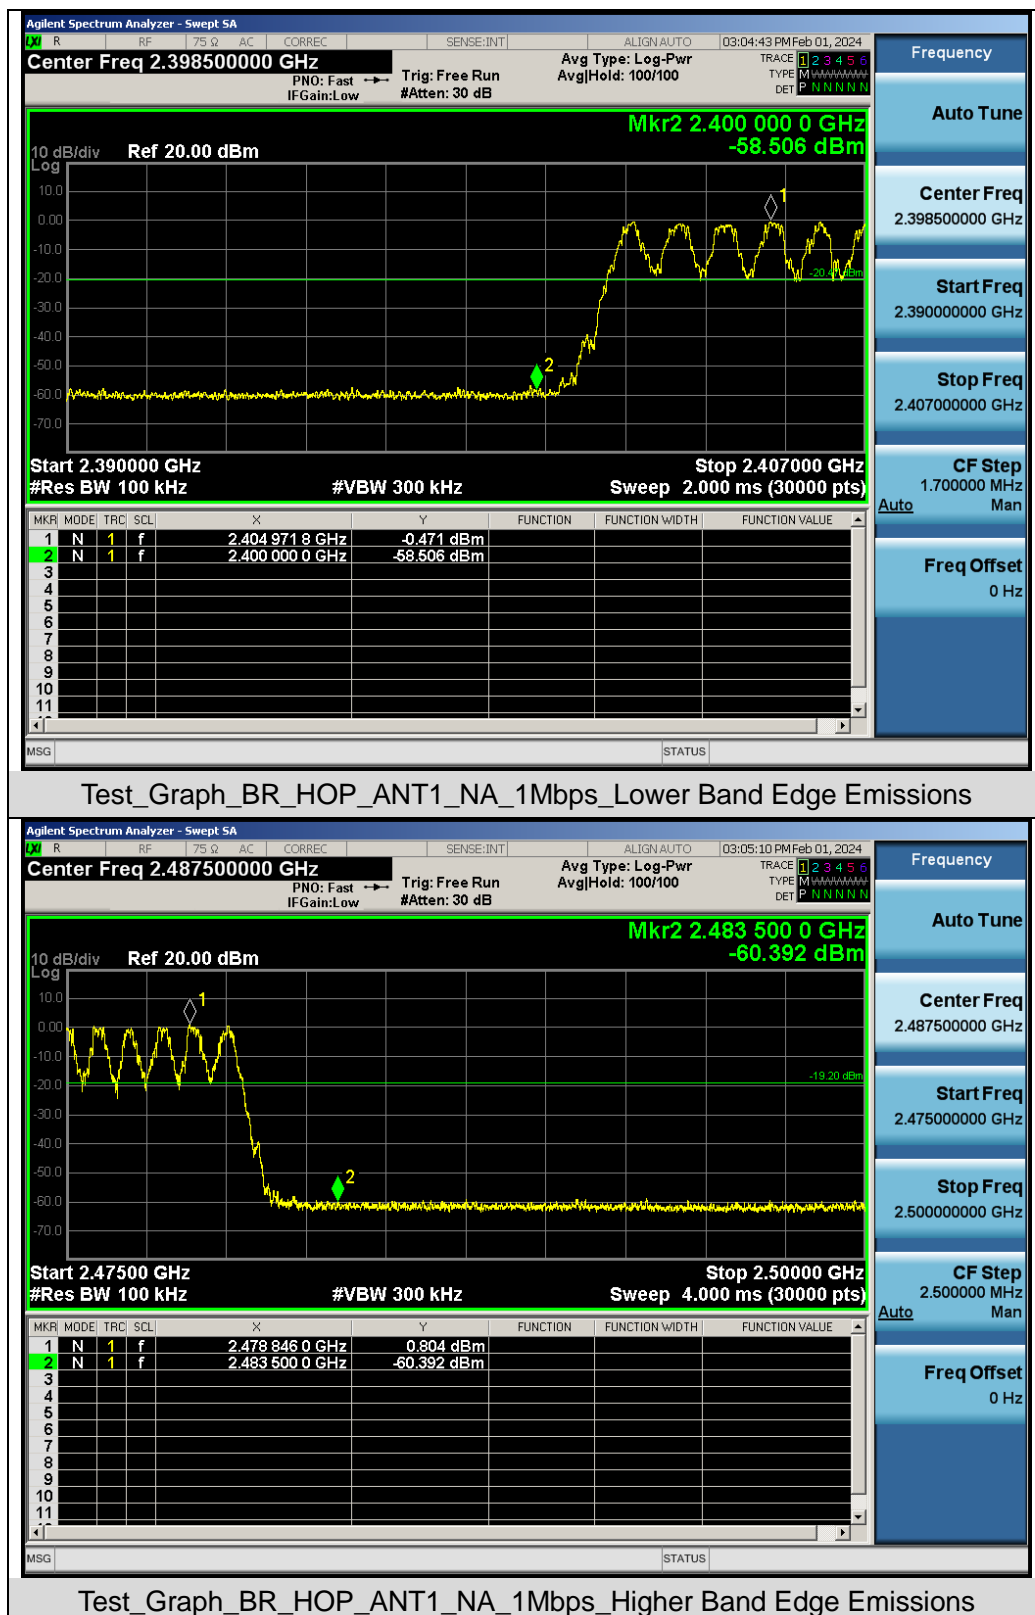 Agilent Spectrum Analyzer - Swept SA
LXI R RF 75 Ω AC CORREC SENSE:INT ALIGN AUTO 03:04:43 PM Feb 01, 2024
Center Freq 2.398500000 GHz
PNO: Fast
IFGain:Low
Trig: Free Run
#Atten: 30 dB
Avg Type: Log-Pwr
Avg|Hold: 100/100
TRACE 1 2 3 4 5 6
TYPE M
DET P N N N N N
Mkr2 2.400 000 0 GHz
-58.506 dBm
10 dB/div Ref 20.00 dBm
Log
10.0
0.00
-10.0
-20.0
-30.0
-40.0
-50.0
-60.0
-70.0
1
2
Start 2.390000 GHz Stop 2.407000 GHz
#Res BW 100 kHz #VBW 300 kHz Sweep 2.000 ms (30000 pts)
MKR MODE TRC SCL X Y FUNCTION FUNCTION WIDTH FUNCTION VALUE
1 N 1 f 2.404 971 8 GHz -0.471 dBm
2 N 1 f 2.400 000 0 GHz -58.506 dBm
3
4
5
6
7
8
9
10
11
MSG STATUS
Frequency
Auto Tune
Center Freq
2.398500000 GHz
Start Freq
2.390000000 GHz
Stop Freq
2.407000000 GHz
CF Step
1.700000 MHz
Auto Man
Freq Offset
0 Hz
Test_Graph_BR_HOP_ANT1_NA_1Mbps_Lower Band Edge Emissions
Agilent Spectrum Analyzer - Swept SA
LXI R RF 75 Ω AC CORREC SENSE:INT ALIGN AUTO 03:05:10 PM Feb 01, 2024
Center Freq 2.487500000 GHz
PNO: Fast
IFGain:Low
Trig: Free Run
#Atten: 30 dB
Avg Type: Log-Pwr
Avg|Hold: 100/100
TRACE 1 2 3 4 5 6
TYPE M
DET P N N N N N
Mkr2 2.483 500 0 GHz
-60.392 dBm
10 dB/div Ref 20.00 dBm
Log
10.0
0.00
-10.0
-20.0
-30.0
-40.0
-50.0
-60.0
-70.0
1
-19.20 dBm
2
Start 2.47500 GHz Stop 2.50000 GHz
#Res BW 100 kHz #VBW 300 kHz Sweep 4.000 ms (30000 pts)
MKR MODE TRC SCL X Y FUNCTION FUNCTION WIDTH FUNCTION VALUE
1 N 1 f 2.478 846 0 GHz 0.804 dBm
2 N 1 f 2.483 500 0 GHz -60.392 dBm
3
4
5
6
7
8
9
10
11
MSG STATUS
Frequency
Auto Tune
Center Freq
2.487500000 GHz
Start Freq
2.475000000 GHz
Stop Freq
2.500000000 GHz
CF Step
2.500000 MHz
Auto Man
Freq Offset
0 Hz
Test_Graph_BR_HOP_ANT1_NA_1Mbps_Higher Band Edge Emissions